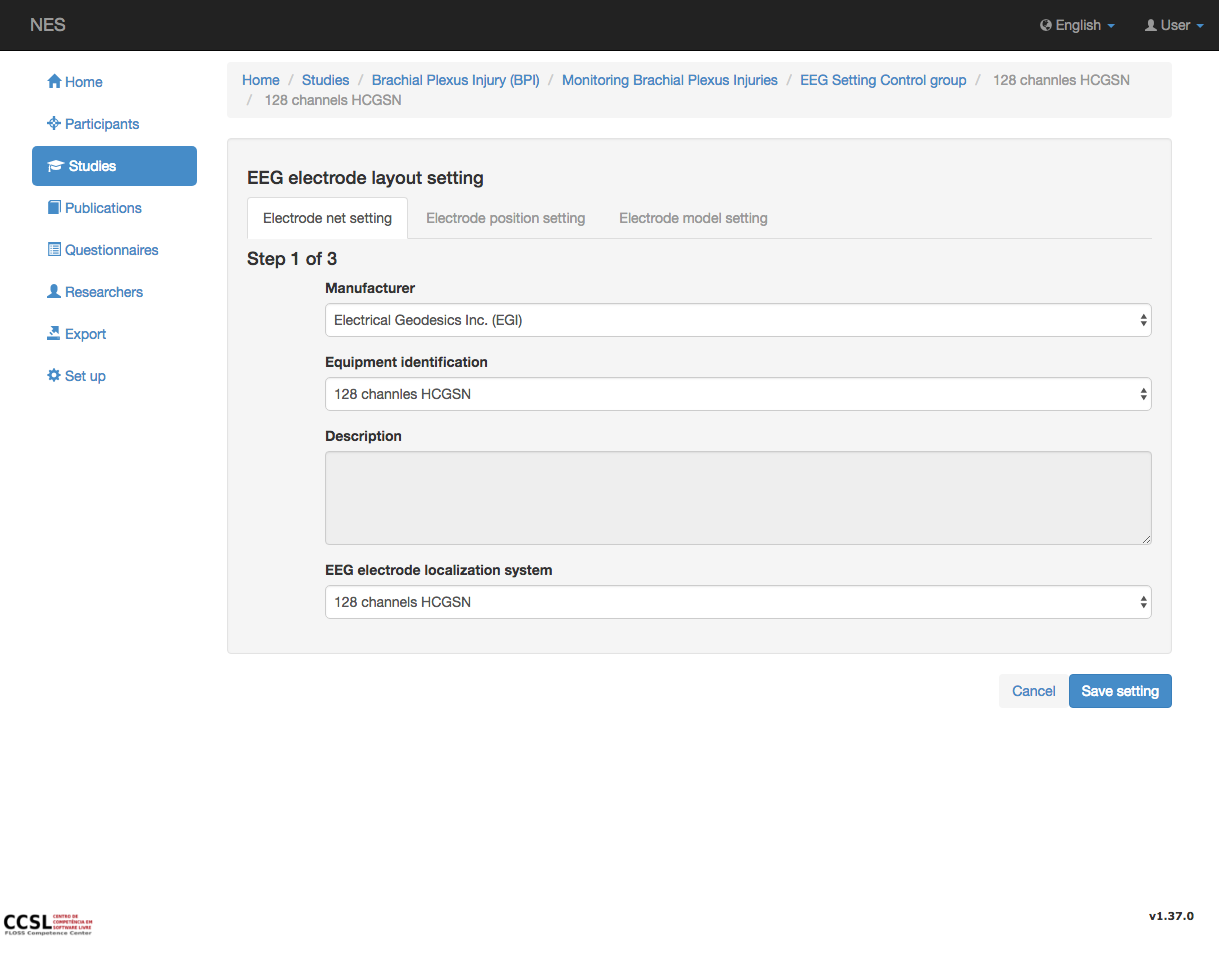 NES
English
User
Home
Participants
Studies
Publications
Questionnaires
Researchers
Export
Set up
Home / Studies / Brachial Plexus Injury (BPI) / Monitoring Brachial Plexus Injuries / EEG Setting Control group / 128 channles HCGSN
/ 128 channels HCGSN
EEG electrode layout setting
Electrode net setting Electrode position setting Electrode model setting
Step 1 of 3
Manufacturer
Electrical Geodesics Inc. (EGI)
Equipment identification
128 channles HCGSN
Description
EEG electrode localization system
128 channels HCGSN
Cancel Save setting
CCSL
CENTRO DE
COMPETÊNCIA EM
SOFTWARE LIVRE
FLOSS Competence Center
v1.37.0